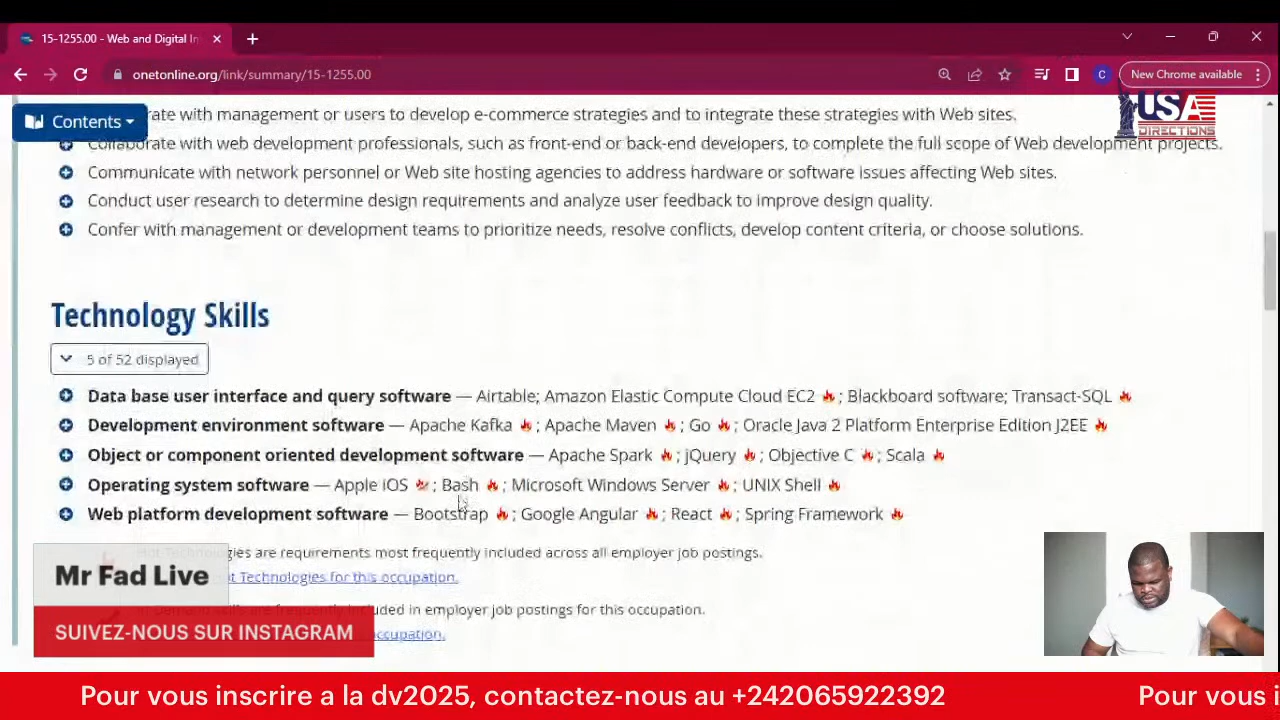 15-1255.00 - Web and Digital In
onetonline.org/link/summary/15-1255.00
New Chrome available
C
Contents
USA
DIRECTIONS
rate with management or users to develop e-commerce strategies and to integrate these strategies with Web sites.
Collaborate with web development professionals, such as front-end or back-end developers, to complete the full scope of Web development projects.
Communicate with network personnel or Web site hosting agencies to address hardware or software issues affecting Web sites.
Conduct user research to determine design requirements and analyze user feedback to improve design quality.
Confer with management or development teams to prioritize needs, resolve conflicts, develop content criteria, or choose solutions.
Technology Skills
5 of 52 displayed
Data base user interface and query software — Airtable; Amazon Elastic Compute Cloud EC2 ; Blackboard software; Transact-SQL
Development environment software — Apache Kafka ; Apache Maven ; Go ; Oracle Java 2 Platform Enterprise Edition J2EE
Object or component oriented development software — Apache Spark ; jQuery ; Objective C ; Scala
Operating system software — Apple iOS ; Bash ; Microsoft Windows Server ; UNIX Shell
Web platform development software — Bootstrap ; Google Angular ; React ; Spring Framework
Hot Technologies are requirements most frequently included across all employer job postings.
t Technologies for this occupation.
In Demand skills are frequently included in employer job postings for this occupation.
occupation.
Mr Fad Live
SUIVEZ-NOUS SUR INSTAGRAM
Pour vous inscrire a la dv2025, contactez-nous au +242065922392 Pour vous i